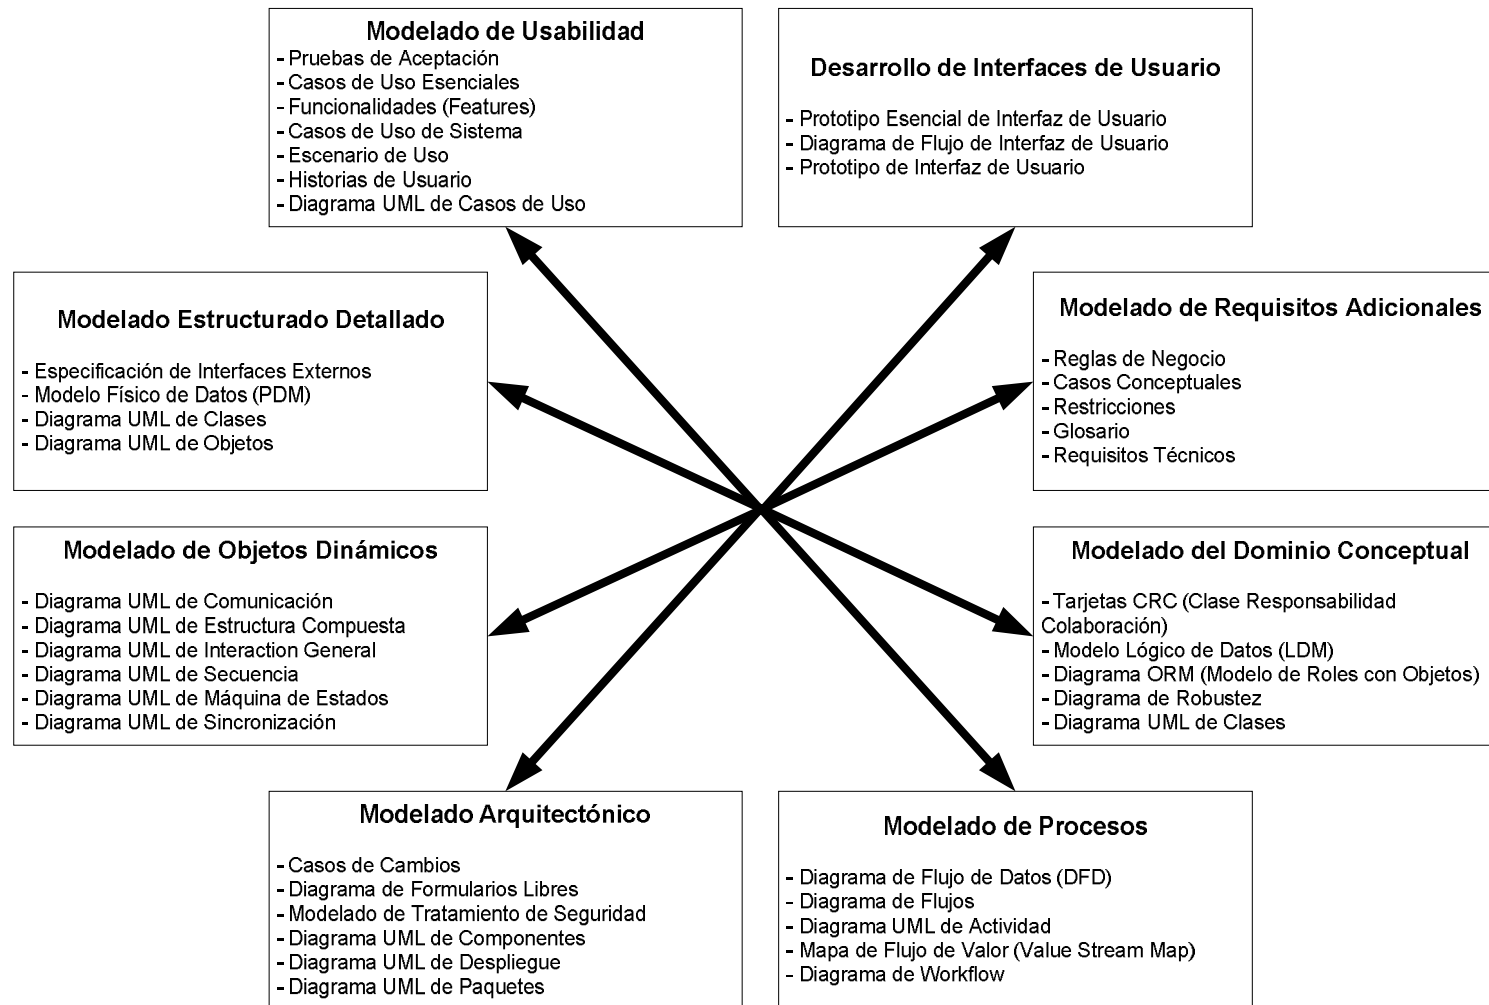 Modelado de Usabilidad
- Pruebas de Aceptación
- Casos de Uso Esenciales
- Funcionalidades (Features)
- Casos de Uso de Sistema
- Escenario de Uso
- Historias de Usuario
- Diagrama UML de Casos de Uso
Desarrollo de Interfaces de Usuario
- Prototipo Esencial de Interfaz de Usuario
- Diagrama de Flujo de Interfaz de Usuario
- Prototipo de Interfaz de Usuario
Modelado Estructurado Detallado
- Especificación de Interfaces Externos
- Modelo Físico de Datos (PDM)
- Diagrama UML de Clases
- Diagrama UML de Objetos
Modelado de Requisitos Adicionales
- Reglas de Negocio
- Casos Conceptuales
- Restricciones
- Glosario
- Requisitos Técnicos
Modelado de Objetos Dinámicos
- Diagrama UML de Comunicación
- Diagrama UML de Estructura Compuesta
- Diagrama UML de Interaction General
- Diagrama UML de Secuencia
- Diagrama UML de Máquina de Estados
- Diagrama UML de Sincronización
Modelado del Dominio Conceptual
- Tarjetas CRC (Clase Responsabilidad
Colaboración)
- Modelo Lógico de Datos (LDM)
- Diagrama ORM (Modelo de Roles con Objetos)
- Diagrama de Robustez
- Diagrama UML de Clases
Modelado Arquitectónico
- Casos de Cambios
- Diagrama de Formularios Libres
- Modelado de Tratamiento de Seguridad
- Diagrama UML de Componentes
- Diagrama UML de Despliegue
- Diagrama UML de Paquetes
Modelado de Procesos
- Diagrama de Flujo de Datos (DFD)
- Diagrama de Flujos
- Diagrama UML de Actividad
- Mapa de Flujo de Valor (Value Stream Map)
- Diagrama de Workflow